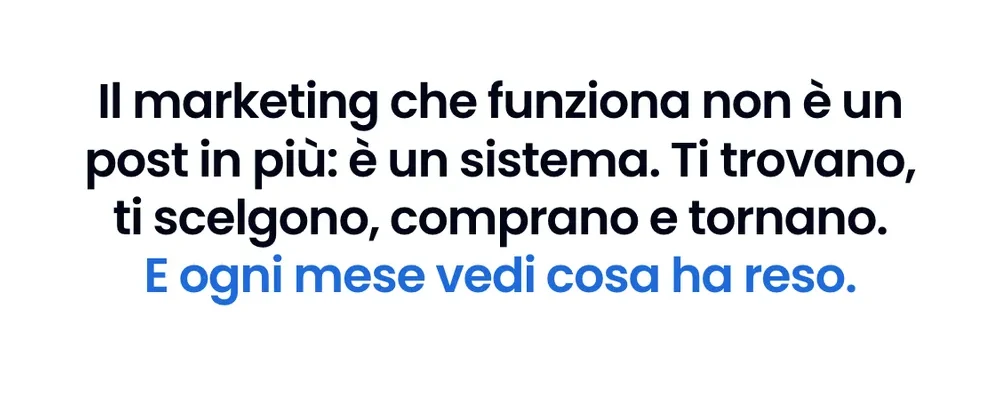 Il marketing che funziona non è un
post in più: è un sistema. Ti trovano,
ti scelgono, comprano e tornano.
E ogni mese vedi cosa ha reso.